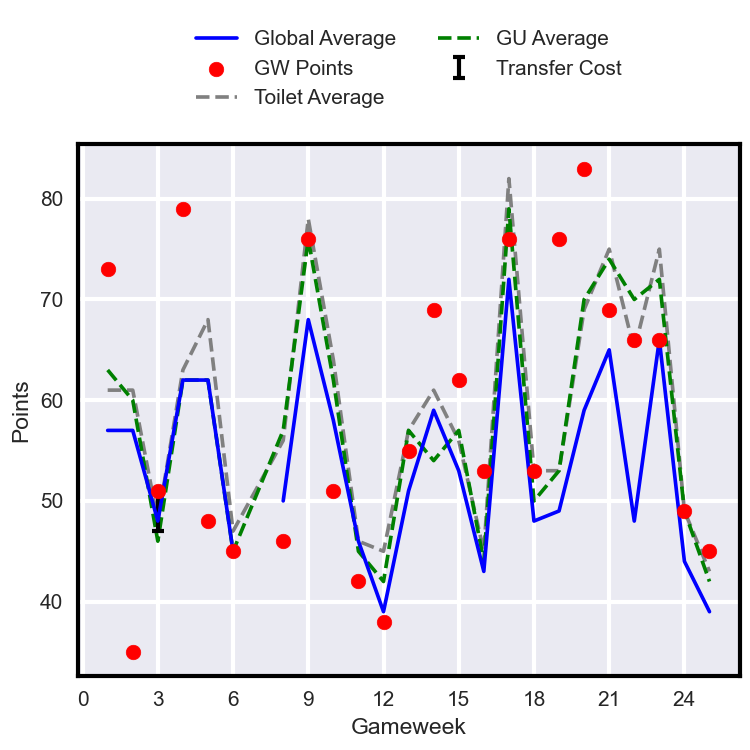 Global Average
GW Points
Toilet Average
GU Average
Transfer Cost
Points
80
70
60
50
40
0 3 6 9 12 15 18 21 24
Gameweek